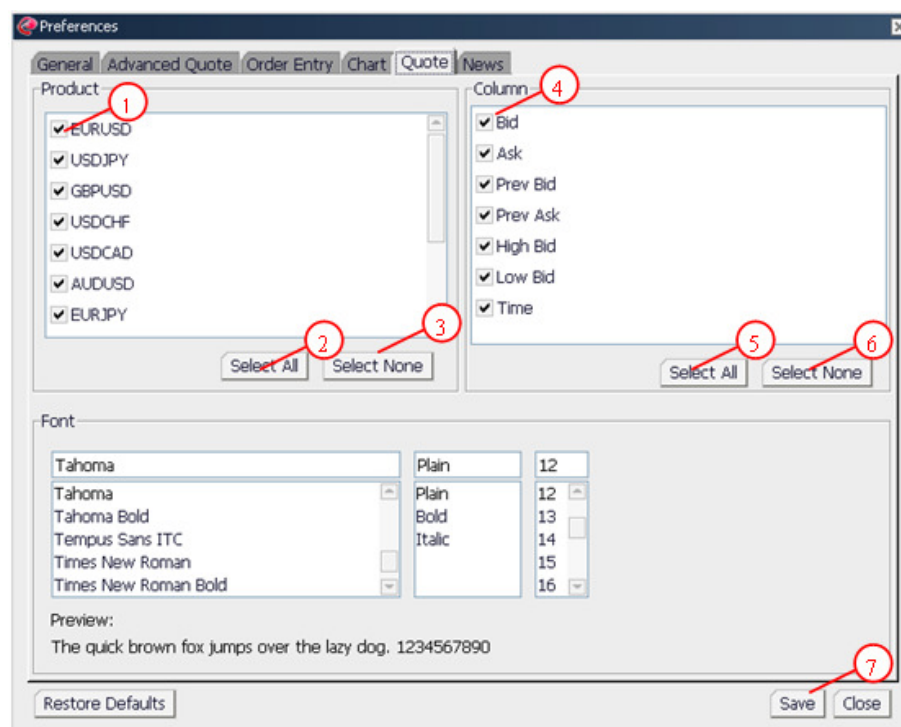 Preferences
General Advanced Quote Order Entry Chart Quote News
Product
1
EURUSD
USDJPY
GBPUSD
USDCHF
USDCAD
AUDUSD
EURJPY
2
3
Select All Select None
Column
4
Bid
Ask
Prev Bid
Prev Ask
High Bid
Low Bid
Time
5
6
Select All Select None
Font
Tahoma Plain 12
Tahoma Plain 12
Tahoma Bold Bold 13
Tempus Sans ITC Italic 14
Times New Roman 15
Times New Roman Bold 16
Preview:
The quick brown fox jumps over the lazy dog. 1234567890
7
Restore Defaults Save Close